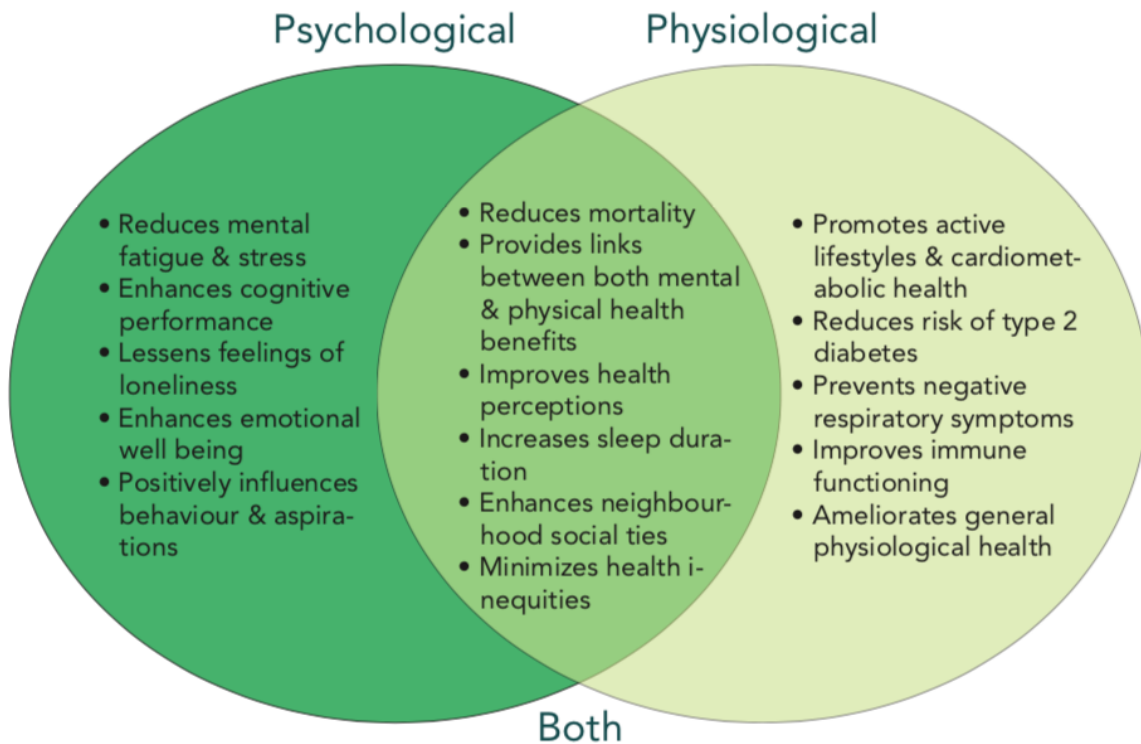 Psychological
Physiological
• Reduces mental
fatigue & stress
• Enhances cognitive
performance
• Lessens feelings of
loneliness
• Enhances emotional
well being
• Positively influences
behaviour & aspira-
tions
• Reduces mortality
• Provides links
between both mental
& physical health
benefits
• Improves health
perceptions
• Increases sleep dura-
tion
• Enhances neighbour-
hood social ties
• Minimizes health i-
nequities
• Promotes active
lifestyles & cardiomet-
abolic health
• Reduces risk of type 2
diabetes
• Prevents negative
respiratory symptoms
• Improves immune
functioning
• Ameliorates general
physiological health
Both